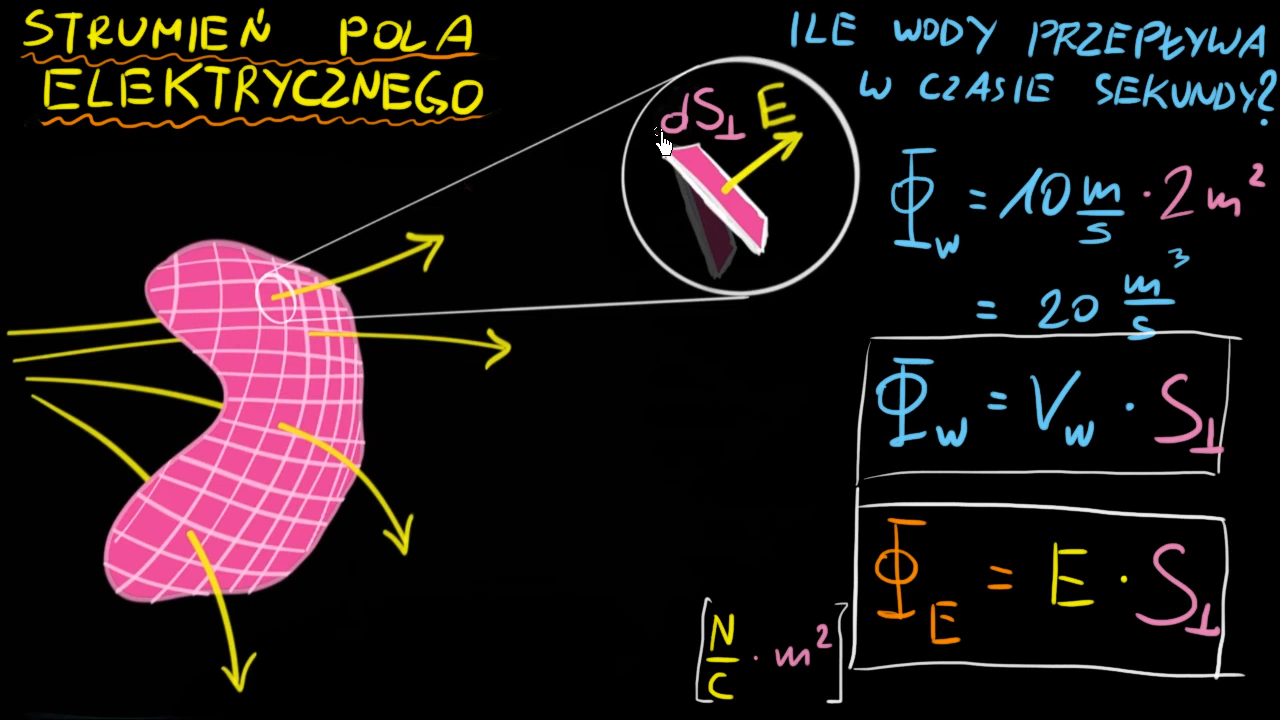 STRUMIEŃ POLA
ELEKTRYCZNEGO
dS⊥ E
ILE WODY PRZEPŁYWA
W CZASIE SEKUNDY?
Φw = 10 m/s · 2 m²
= 20 m³/s
Φw = Vw · S⊥
ΦE = E · S⊥
[N/C · m²]